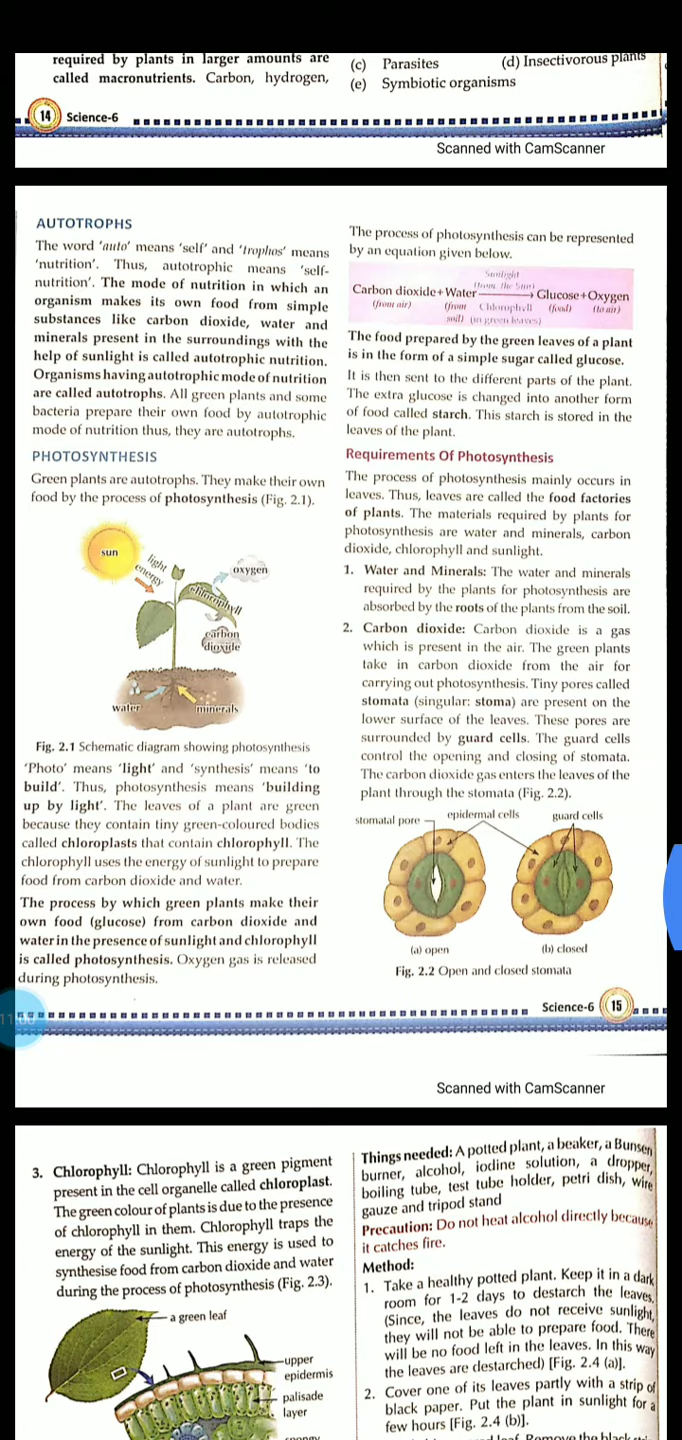 required by plants in larger amounts are
called macronutrients. Carbon, hydrogen,
(c) Parasites (d) Insectivorous plants
(e) Symbiotic organisms
14 Science-6
Scanned with CamScanner
AUTOTROPHS
The word 'auto' means 'self' and 'trophos' means
'nutrition'. Thus, autotrophic means 'self-
nutrition'. The mode of nutrition in which an
organism makes its own food from simple
substances like carbon dioxide, water and
minerals present in the surroundings with the
help of sunlight is called autotrophic nutrition.
Organisms having autotrophic mode of nutrition
are called autotrophs. All green plants and some
bacteria prepare their own food by autotrophic
mode of nutrition thus, they are autotrophs.
PHOTOSYNTHESIS
Green plants are autotrophs. They make their own
food by the process of photosynthesis (Fig. 2.1).
sun
light
energy
oxygen
chlorophyll
carbon
dioxide
water
minerals
Fig. 2.1 Schematic diagram showing photosynthesis
'Photo' means 'light' and 'synthesis' means 'to
build'. Thus, photosynthesis means 'building
up by light'. The leaves of a plant are green
because they contain tiny green-coloured bodies
called chloroplasts that contain chlorophyll. The
chlorophyll uses the energy of sunlight to prepare
food from carbon dioxide and water.
The process by which green plants make their
own food (glucose) from carbon dioxide and
water in the presence of sunlight and chlorophyll
is called photosynthesis. Oxygen gas is released
during photosynthesis.
The process of photosynthesis can be represented
by an equation given below.
Sunlight
(from the Sun)
Carbon dioxide+Water → Glucose+Oxygen
(from air) (from Chlorophyll (food) (to air)
soil) (in green leaves)
The food prepared by the green leaves of a plant
is in the form of a simple sugar called glucose.
It is then sent to the different parts of the plant.
The extra glucose is changed into another form
of food called starch. This starch is stored in the
leaves of the plant.
Requirements Of Photosynthesis
The process of photosynthesis mainly occurs in
leaves. Thus, leaves are called the food factories
of plants. The materials required by plants for
photosynthesis are water and minerals, carbon
dioxide, chlorophyll and sunlight.
1. Water and Minerals: The water and minerals
required by the plants for photosynthesis are
absorbed by the roots of the plants from the soil.
2. Carbon dioxide: Carbon dioxide is a gas
which is present in the air. The green plants
take in carbon dioxide from the air for
carrying out photosynthesis. Tiny pores called
stomata (singular: stoma) are present on the
lower surface of the leaves. These pores are
surrounded by guard cells. The guard cells
control the opening and closing of stomata.
The carbon dioxide gas enters the leaves of the
plant through the stomata (Fig. 2.2).
stomatal pore epidermal cells guard cells
(a) open (b) closed
Fig. 2.2 Open and closed stomata
11:00
Science-6 15
Scanned with CamScanner
3. Chlorophyll: Chlorophyll is a green pigment
present in the cell organelle called chloroplast.
The green colour of plants is due to the presence
of chlorophyll in them. Chlorophyll traps the
energy of the sunlight. This energy is used to
synthesise food from carbon dioxide and water
during the process of photosynthesis (Fig. 2.3).
a green leaf
upper
epidermis
palisade
layer
Things needed: A potted plant, a beaker, a Bunsen
burner, alcohol, iodine solution, a dropper,
boiling tube, test tube holder, petri dish, wire
gauze and tripod stand
Precaution: Do not heat alcohol directly because
it catches fire.
Method:
1. Take a healthy potted plant. Keep it in a dark
room for 1-2 days to destarch the leaves.
(Since, the leaves do not receive sunlight,
they will not be able to prepare food. There
will be no food left in the leaves. In this way
the leaves are destarched) [Fig. 2.4 (a)].
2. Cover one of its leaves partly with a strip of
black paper. Put the plant in sunlight for a
few hours [Fig. 2.4 (b)].